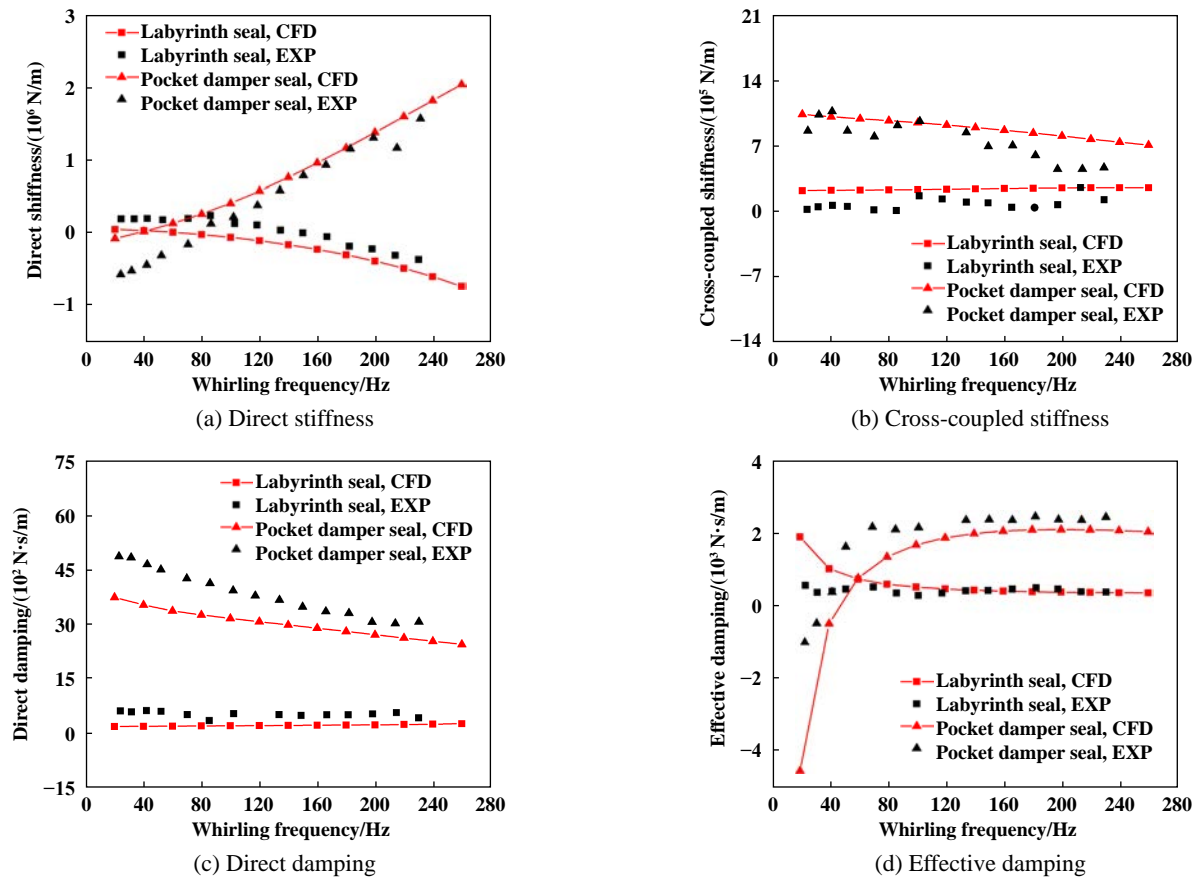 3
2
1
0
−1
0
40
80
120
160
200
240
280
Direct shiffness/(10⁶ N/m)
Labyrinth seal, CFD
Labyrinth seal, EXP
Pocket damper seal, CFD
Pocket damper seal, EXP
Whirling frequency/Hz
(a) Direct stiffness
21
14
7
0
−7
−14
0
40
80
120
160
200
240
280
Cross-coupled shiffness/(10⁵ N/m)
Labyrinth seal, CFD
Labyrinth seal, EXP
Pocket damper seal, CFD
Pocket damper seal, EXP
Whirling frequency/Hz
(b) Cross-coupled stiffness
75
60
45
30
15
0
−15
0
40
80
120
160
200
240
280
Direct damping/(10² N·s/m)
Labyrinth seal, CFD
Labyrinth seal, EXP
Pocket damper seal, CFD
Pocket damper seal, EXP
Whirling frequency/Hz
(c) Direct damping
4
2
0
−2
−4
0
40
80
120
160
200
240
280
Effective damping/(10³ N·s/m)
Labyrinth seal, CFD
Labyrinth seal, EXP
Pocket damper seal, CFD
Pocket damper seal, EXP
Whirling frequency/Hz
(d) Effective damping